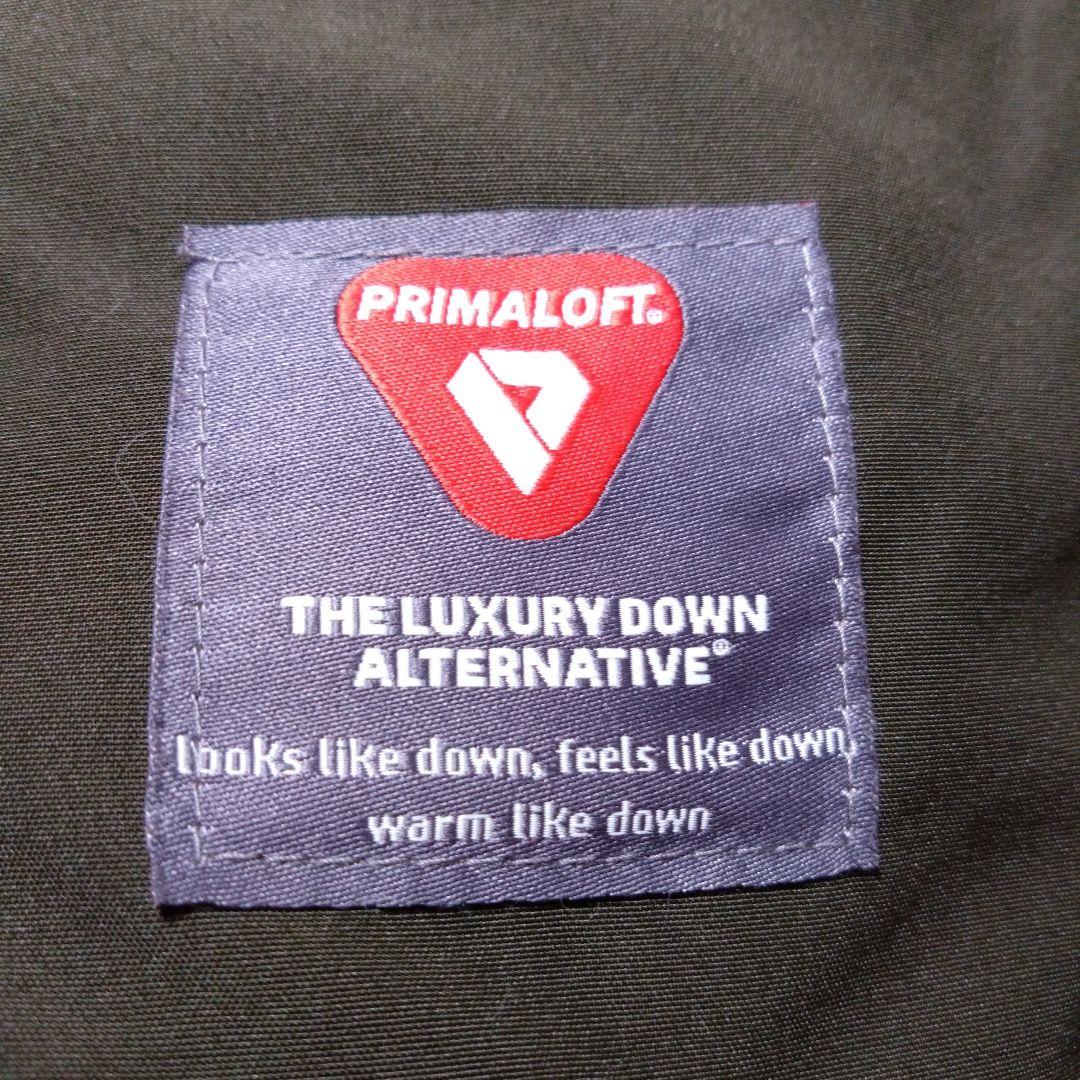 PRIMALOFT®
THE LUXURY DOWN
ALTERNATIVE®
looks like down, feels like down,
warm like down